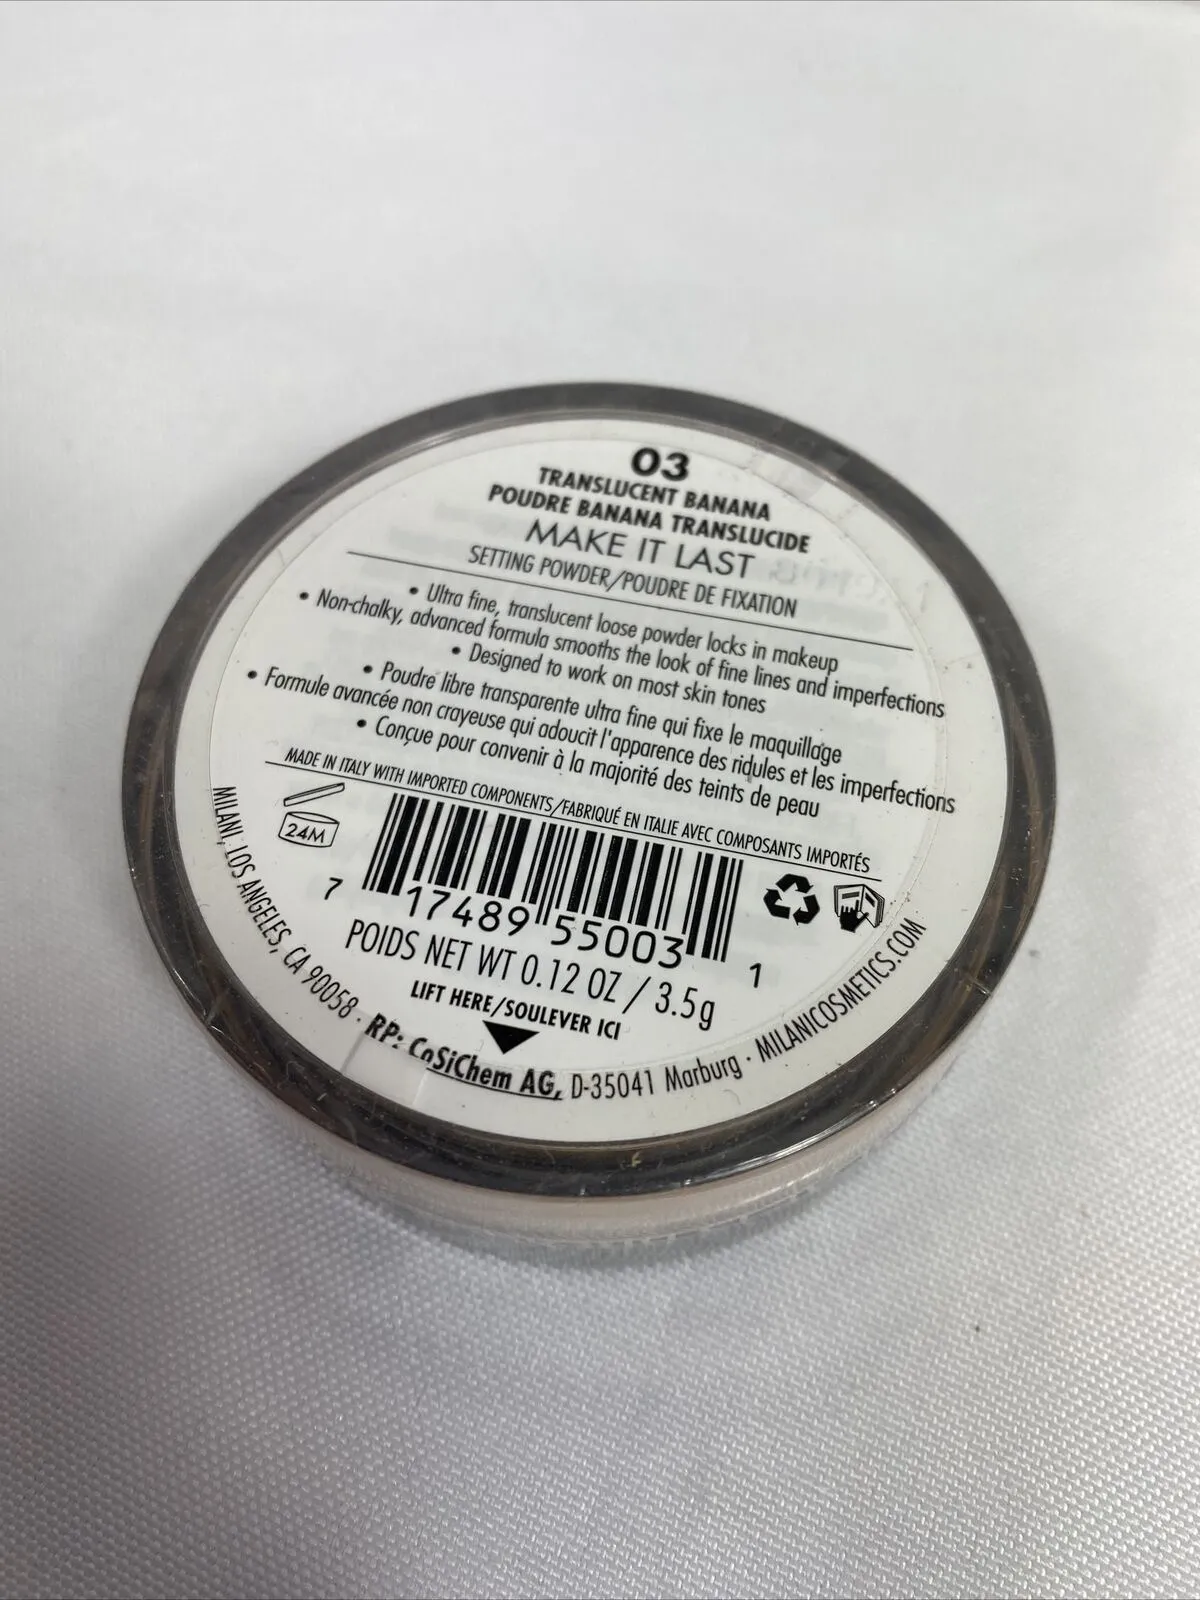 03
TRANSLUCENT BANANA
POUDRE BANANA TRANSLUCIDE
MAKE IT LAST
SETTING POWDER/POUDRE DE FIXATION
• Ultra fine, translucent loose powder locks in makeup
• Non-chalky, advanced formula smooths the look of fine lines and imperfections
• Designed to work on most skin tones
• Poudre libre transparente ultra fine qui fixe le maquillage
• Formule avancée non crayeuse qui adoucit l'apparence des ridules et les imperfections
• Conçue pour convenir à la majorité des teints de peau
MADE IN ITALY WITH IMPORTED COMPONENTS/FABRIQUÉ EN ITALIE AVEC COMPOSANTS IMPORTÉS
24M
7 17489 55003 1
POIDS NET WT 0.12 OZ / 3.5g
LIFT HERE/SOULEVER ICI
MILANI, LOS ANGELES, CA 90058 · RP: CoSiChem AG, D-35041 Marburg · MILANICOSMETICS.COM